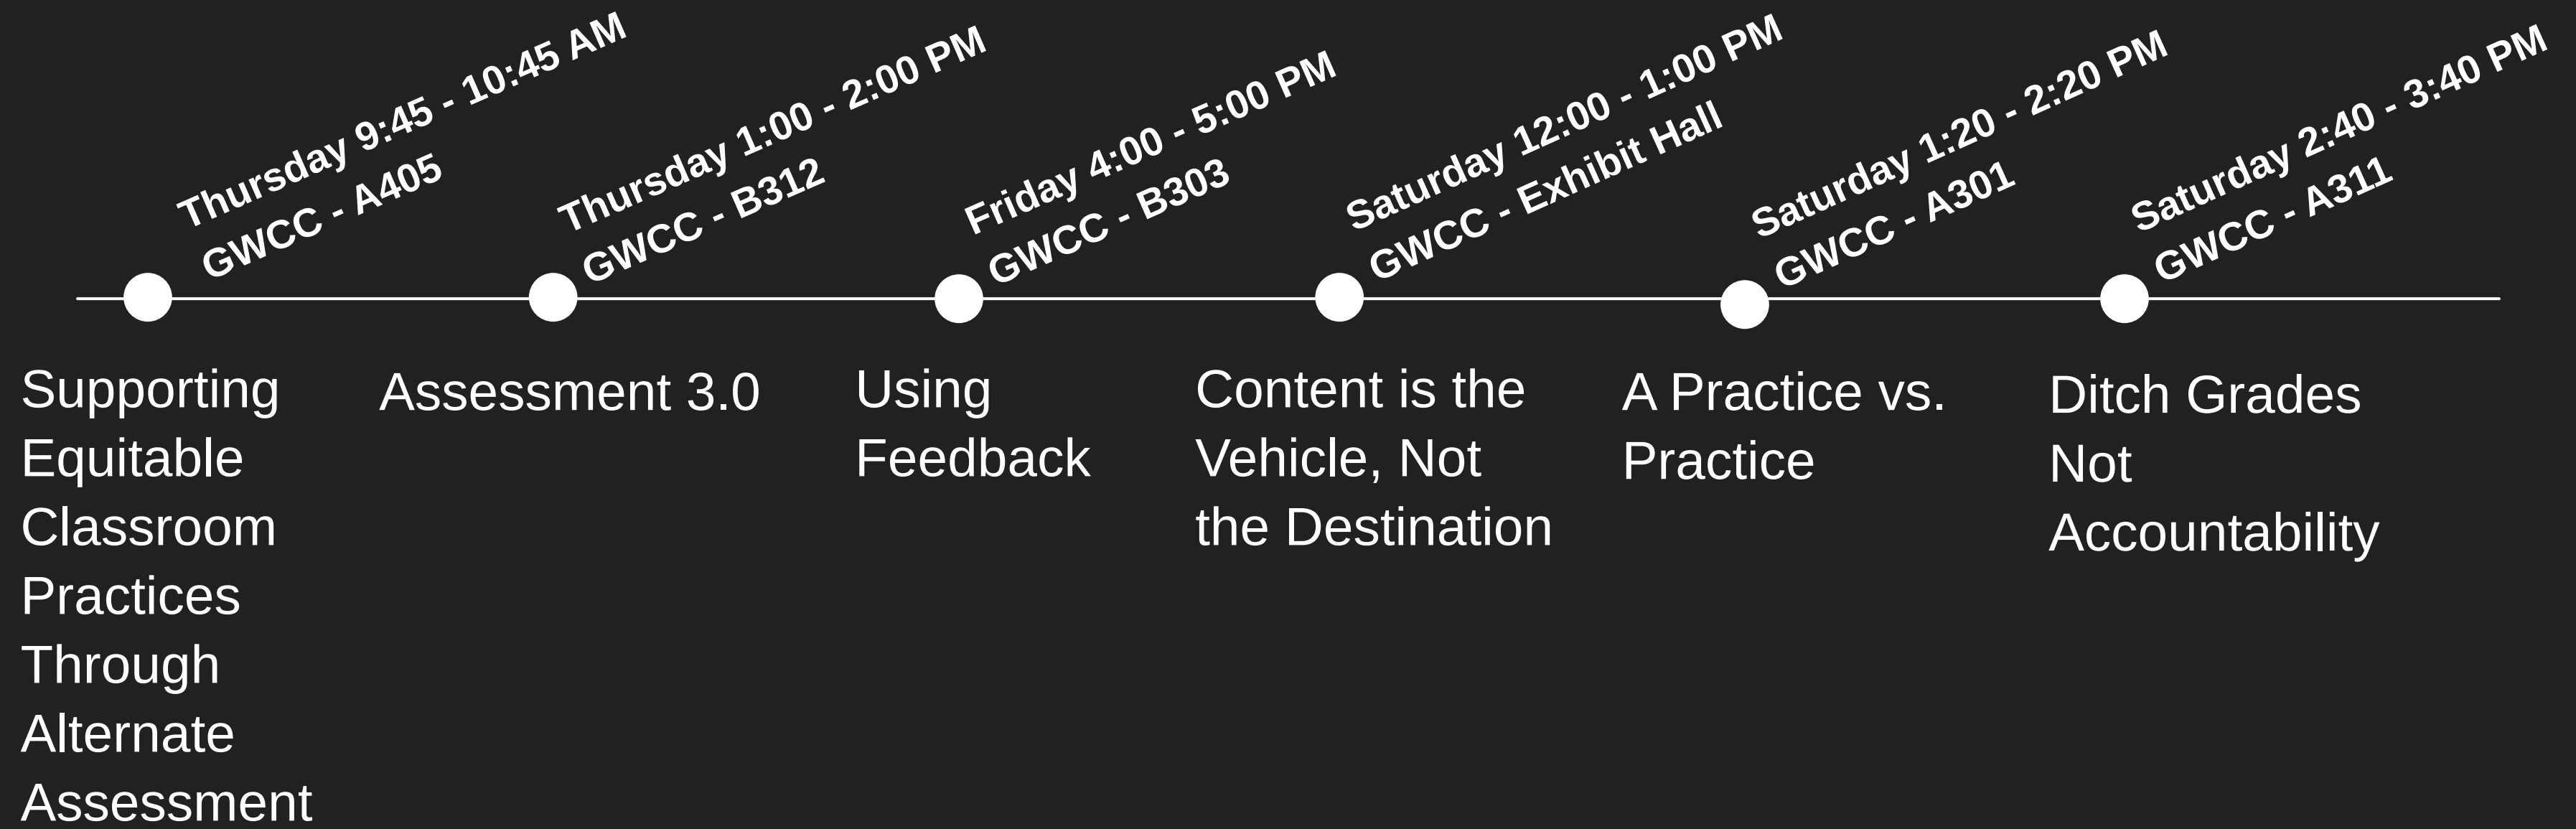 Thursday 9:45 - 10:45 AM
GWCC - A405
Thursday 1:00 - 2:00 PM
GWCC - B312
Friday 4:00 - 5:00 PM
GWCC - B303
Saturday 12:00 - 1:00 PM
GWCC - Exhibit Hall
Saturday 1:20 - 2:20 PM
GWCC - A301
Saturday 2:40 - 3:40 PM
GWCC - A311
Supporting
Equitable
Classroom
Practices
Through
Alternate
Assessment
Assessment 3.0
Using
Feedback
Content is the
Vehicle, Not
the Destination
A Practice vs.
Practice
Ditch Grades
Not
Accountability